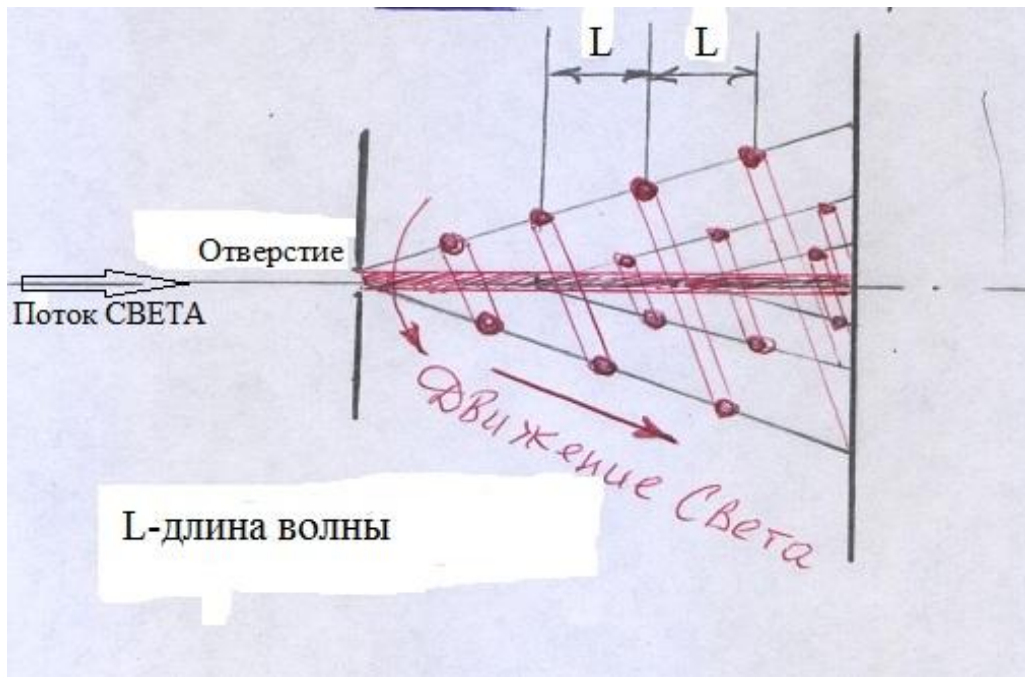 L L
Отверстие
Поток СВЕТА
Движение Света
L-длина волны